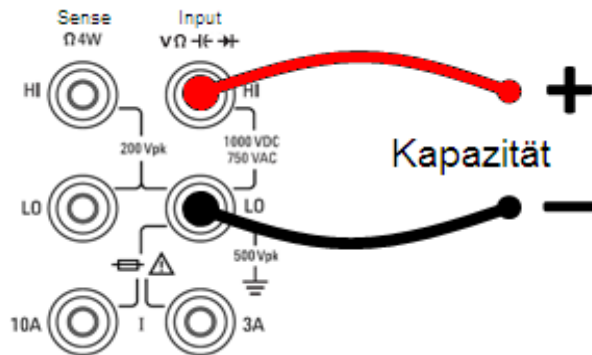 Sense Input
Ω4W VΩ
HI HI
200 Vpk 1000 VDC
750 VAC
+
Kapazität
LO LO
−
500 Vpk
10A I 3A